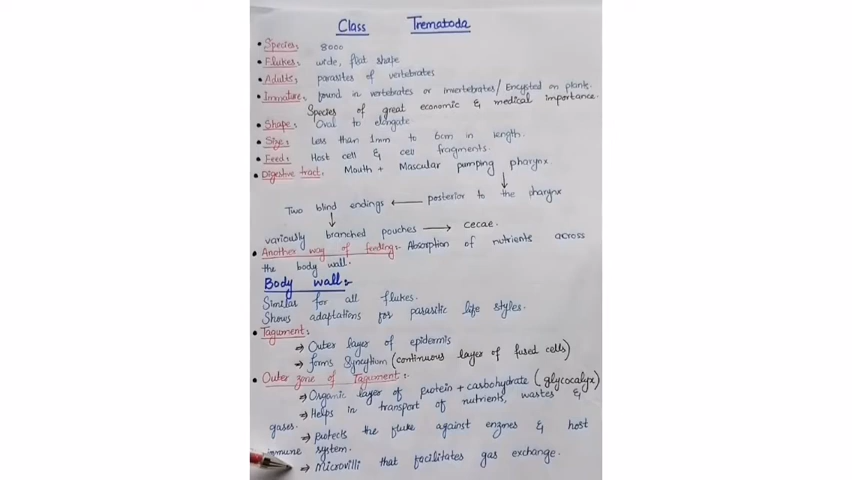 Class Trematoda
• Species: 8000
• Flukes: wide, flat shape
• Adults: parasites of vertebrates
• Immature: found in vertebrates or invertebrates/ Encysted on plants.
Species of great economic & medical importance.
• Shape: Oval to elongate
• Size: Less than 1mm to 6cm in length.
• Feed: Host cell & cell fragments.
• Digestive tract: Mouth + Mascular pumping pharynx.
↓
Two blind endings ← posterior to the pharynx
↓
variously branched pouches → cecae.
• Another way of feeding:- Absorption of nutrients across
the body wall.
Body wall:-
Similar for all flukes.
Shows adaptations for parasitic life styles.
• Tagument:
⇒ Outer layer of epidermis
⇒ forms Syncytium (continuous layer of fused cells)
• Outer zone of Tagument:-
⇒ Organic layer of protein + carbohydrate (glycocalyx)
⇒ Helps in transport of nutrients, wastes &
gases.
⇒ protects the fluke against enzmes & host
immune system.
⇒ Microvilli that facilitates gas exchange.